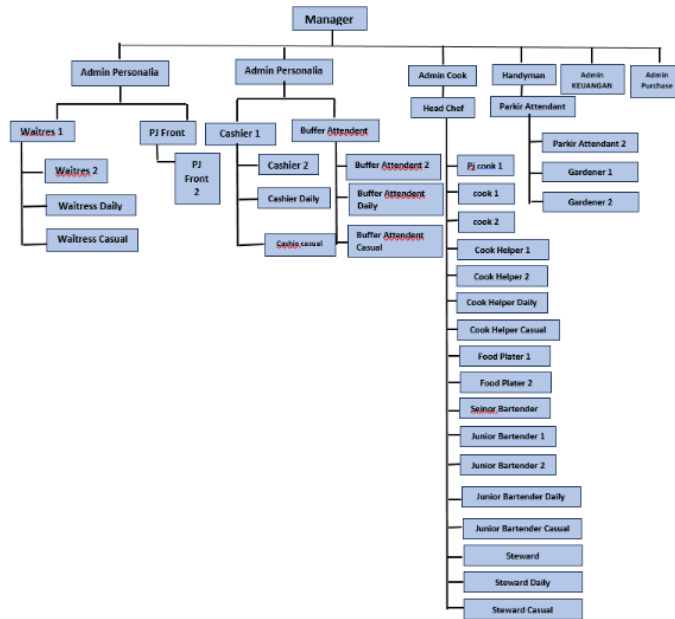 Manager
Admin Personalia
Admin Personalia
Admin Cook
Handyman
Admin
KEUANGAN
Admin
Purchase
Waitres 1
PJ Front
Cashier 1
Buffer Attendent
Head Chef
Parkir Attendant
Waitres 2
Waitress Daily
Waitress Casual
PJ
Front
2
Cashier 2
Cashier Daily
Cashie casual
Buffer Attendent 2
Buffer Attendent
Daily
Buffer Attendent
Casual
Pj cook 1
cook 1
cook 2
Cook Helper 1
Cook Helper 2
Cook Helper Daily
Cook Helper Casual
Food Plater 1
Food Plater 2
Seinor Bartender
Junior Bartender 1
Junior Bartender 2
Junior Bartender Daily
Junior Bartender Casual
Steward
Steward Daily
Steward Casual
Parkir Attendant 2
Gardener 1
Gardener 2